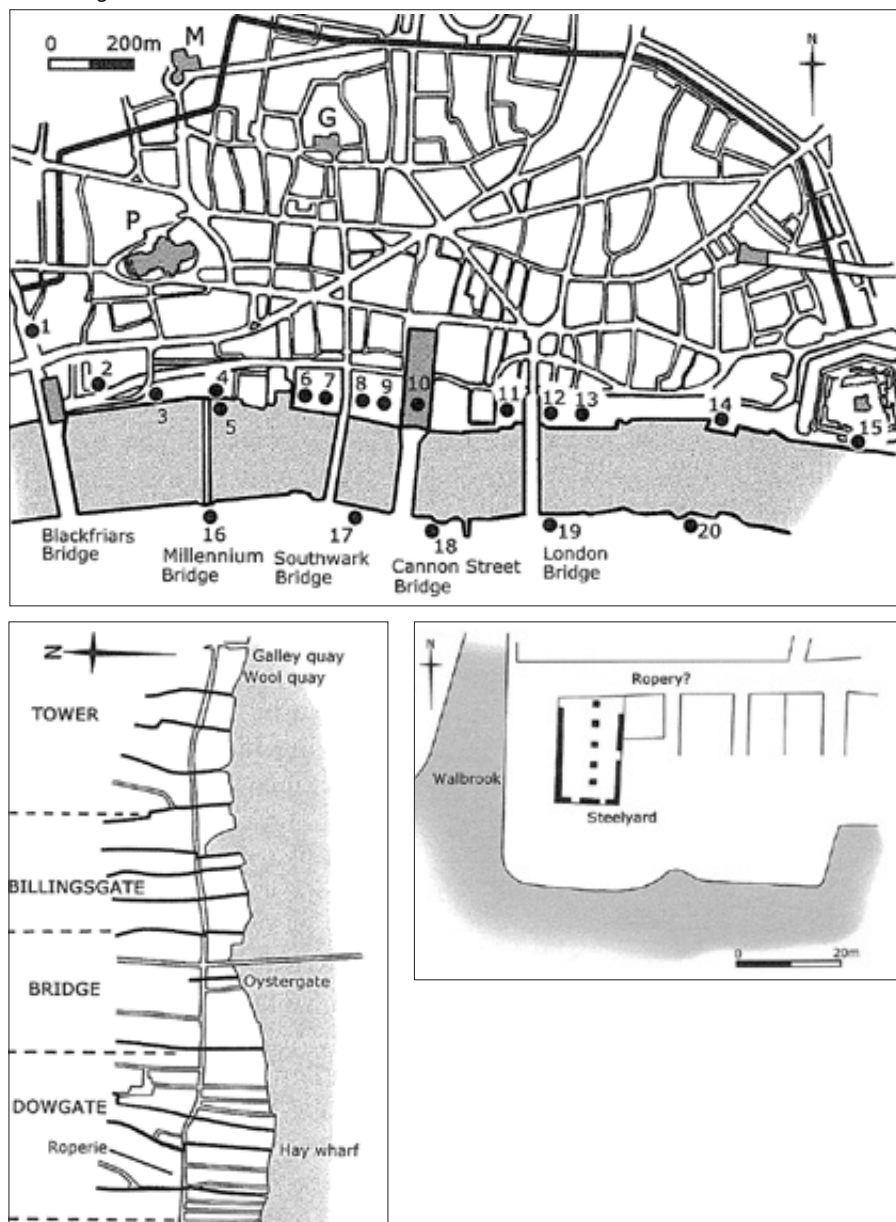 0 200m
M
N
G
P
1
2
3
4
5
6
7
8
9
10
11
12
13
14
15
16
17
18
19
20
Blackfriars
Bridge
Millennium
Bridge
Southwark
Bridge
Cannon Street
Bridge
London
Bridge
N
Galley quay
Wool quay
TOWER
BILLINGSGATE
BRIDGE
Oystergate
DOWGATE
Roperie
Hay wharf
N
Ropery?
Walbrook
Steelyard
0 20m